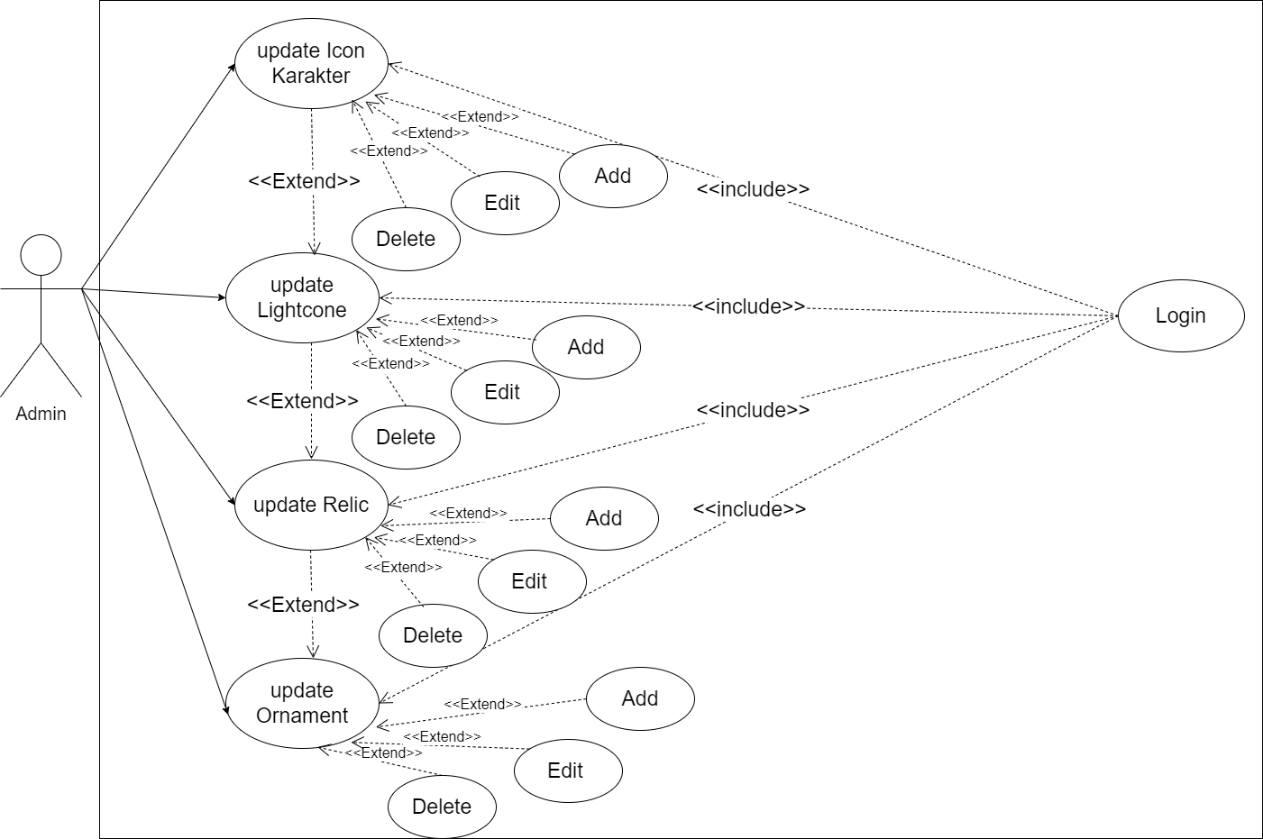 update Icon
Karakter
<<Extend>>
<<Extend>>
<<Extend>>
Add
<<Extend>>
<<include>>
Edit
Delete
update
Lightcone
<<include>>
Login
<<Extend>>
<<Extend>>
<<Extend>>
Add
Edit
<<Extend>>
<<include>>
Admin
Delete
update Relic
<<include>>
<<Extend>>
Add
<<Extend>>
<<Extend>>
Edit
<<Extend>>
Delete
update
Ornament
Add
<<Extend>>
<<Extend>>
<<Extend>>
Edit
Delete